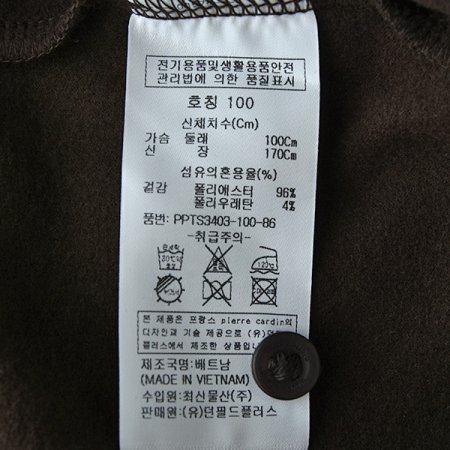 전기용품및생활용품안전
관리법에 의한 품질표시
호칭 100
신체치수(Cm)
가슴 둘레 100Cm
신 장 170Cm
섬유의혼용율(%)
겉감 폴리에스터 96%
폴리우레탄 4%
품번: PPTS3403-100-86
-취급주의-
본 제품은 프랑스 pierre cardin의
디자인과 기술 제공으로 (유)던필드
플러스에서 제조한 상품입니다.
제조국명: 베트남
(MADE IN VIETNAM)
수입원: 최신물산(주)
판매원: (유)던필드플러스